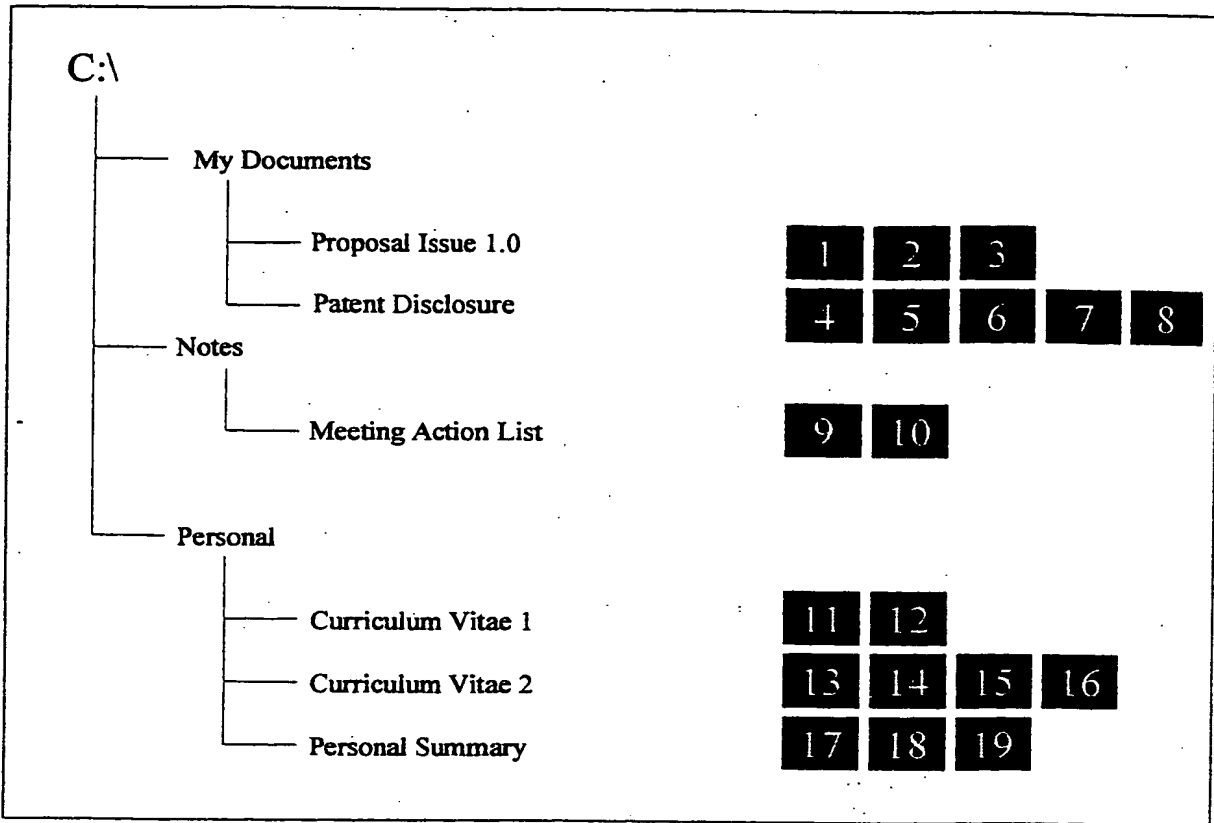 C:\
My Documents
Proposal Issue 1.0 1 2 3
Patent Disclosure 4 5 6 7 8
Notes
Meeting Action List 9 10
Personal
Curriculum Vitae 1 11 12
Curriculum Vitae 2 13 14 15 16
Personal Summary 17 18 19